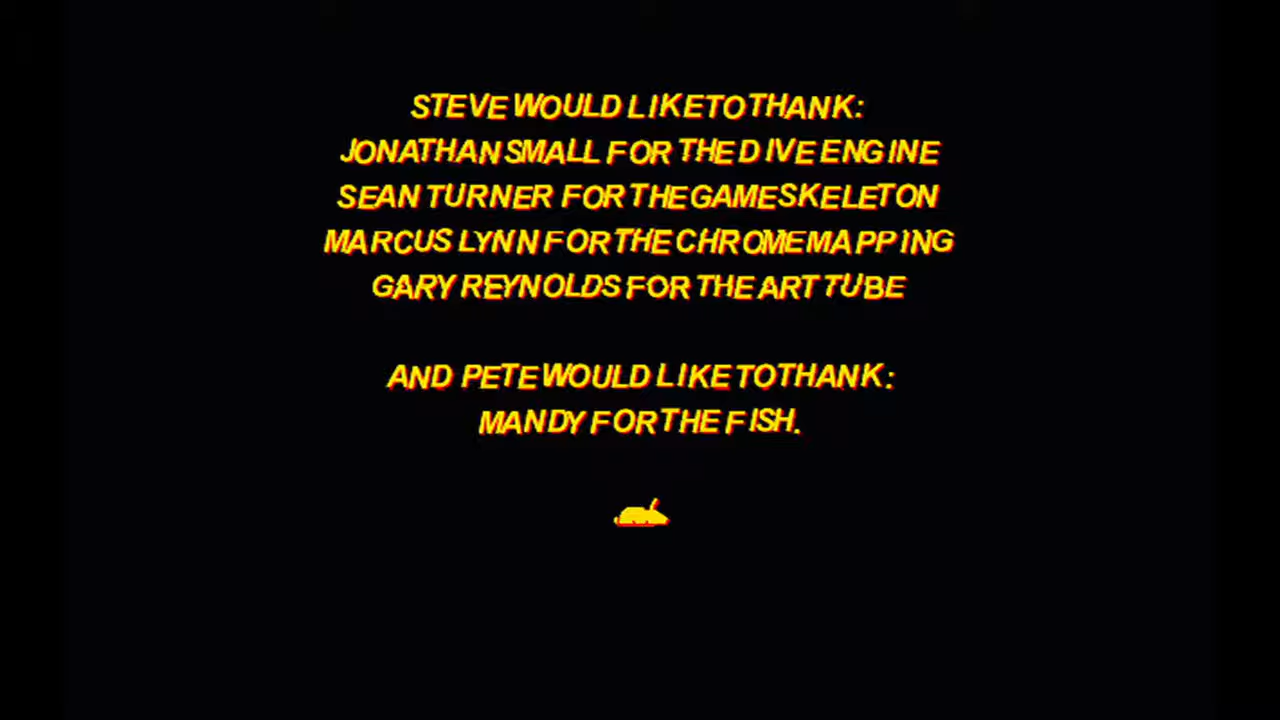 STEVE WOULD LIKE TO THANK:
JONATHAN SMALL FOR THE DIVE ENGINE
SEAN TURNER FOR THE GAME SKELETON
MARCUS LYNN FOR THE CHROME MAPPING
GARY REYNOLDS FOR THE ART TUBE
AND PETE WOULD LIKE TO THANK:
MANDY FOR THE FISH.